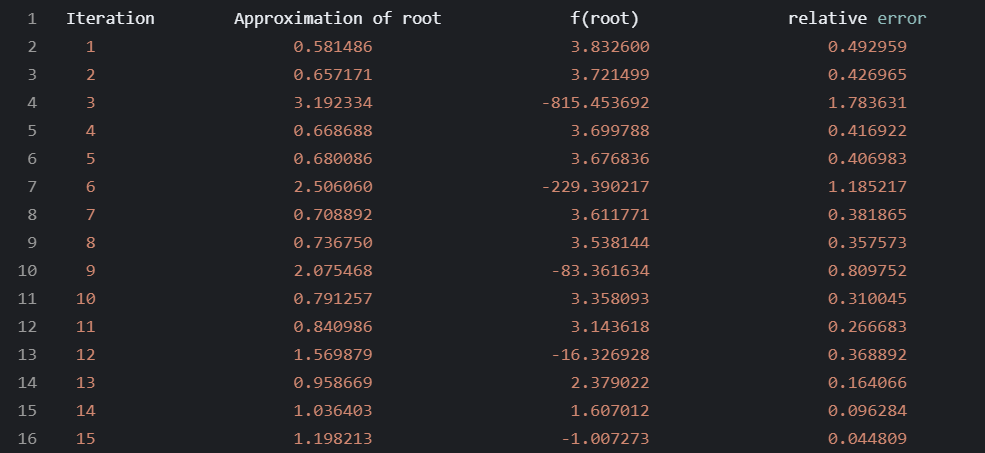 1 Iteration Approximation of root f(root) relative error
2 1 0.581486 3.832600 0.492959
3 2 0.657171 3.721499 0.426965
4 3 3.192334 -815.453692 1.783631
5 4 0.668688 3.699788 0.416922
6 5 0.680086 3.676836 0.406983
7 6 2.506060 -229.390217 1.185217
8 7 0.708892 3.611771 0.381865
9 8 0.736750 3.538144 0.357573
10 9 2.075468 -83.361634 0.809752
11 10 0.791257 3.358093 0.310045
12 11 0.840986 3.143618 0.266683
13 12 1.569879 -16.326928 0.368892
14 13 0.958669 2.379022 0.164066
15 14 1.036403 1.607012 0.096284
16 15 1.198213 -1.007273 0.044809